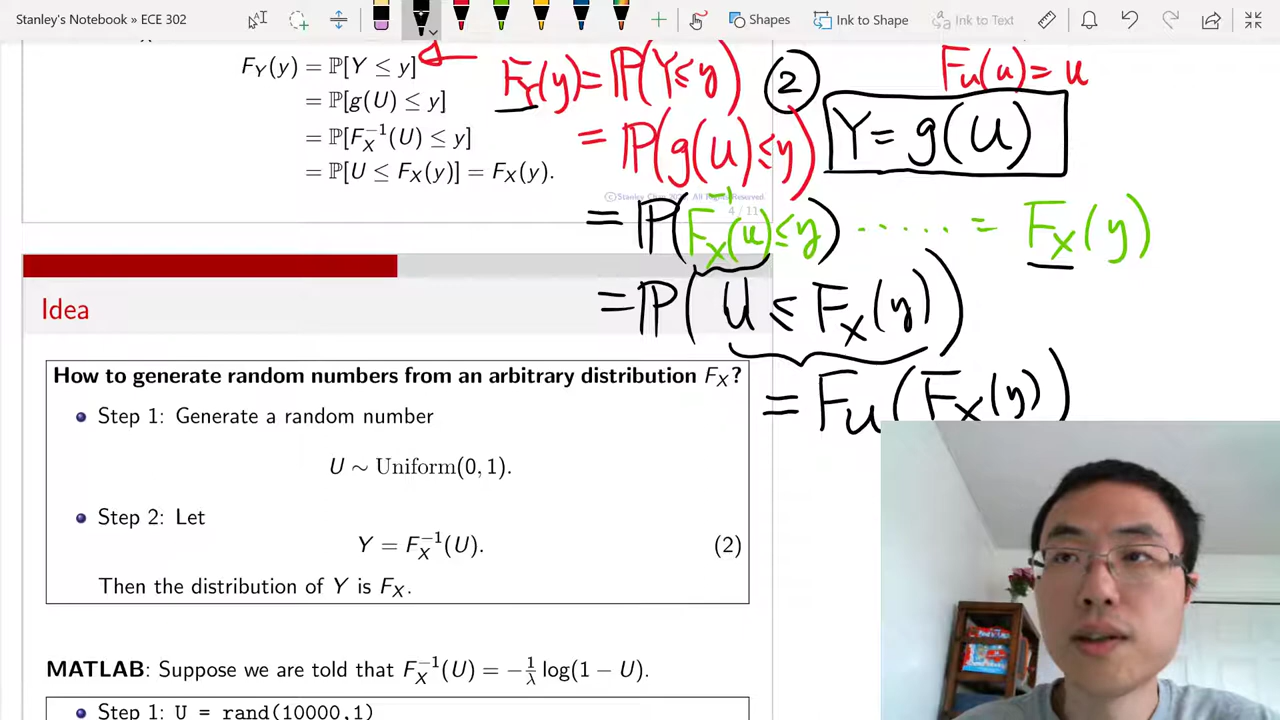 Stanley's Notebook » ECE 302
Shapes
Ink to Shape
Ink to Text
F_Y(y) = ℙ[Y ≤ y]
= ℙ[g(U) ≤ y]
= ℙ[F_X^{-1}(U) ≤ y]
= ℙ[U ≤ F_X(y)] = F_X(y).
4 / 11
F_Y(y) = ℙ(Y ≤ y)
= ℙ(g(U) ≤ y)
= ℙ(F_X^{-1}(U) ≤ y) ..... = F_X(y)
= ℙ(U ≤ F_X(y))
= F_U(F_X(y))
2
F_U(u) = u
Y = g(U)
Idea
How to generate random numbers from an arbitrary distribution F_X?
Step 1: Generate a random number
U ∼ Uniform(0, 1).
Step 2: Let
Y = F_X^{-1}(U). (2)
Then the distribution of Y is F_X.
MATLAB: Suppose we are told that F_X^{-1}(U) = −1/λ log(1 − U).
Step 1: U = rand(10000,1)